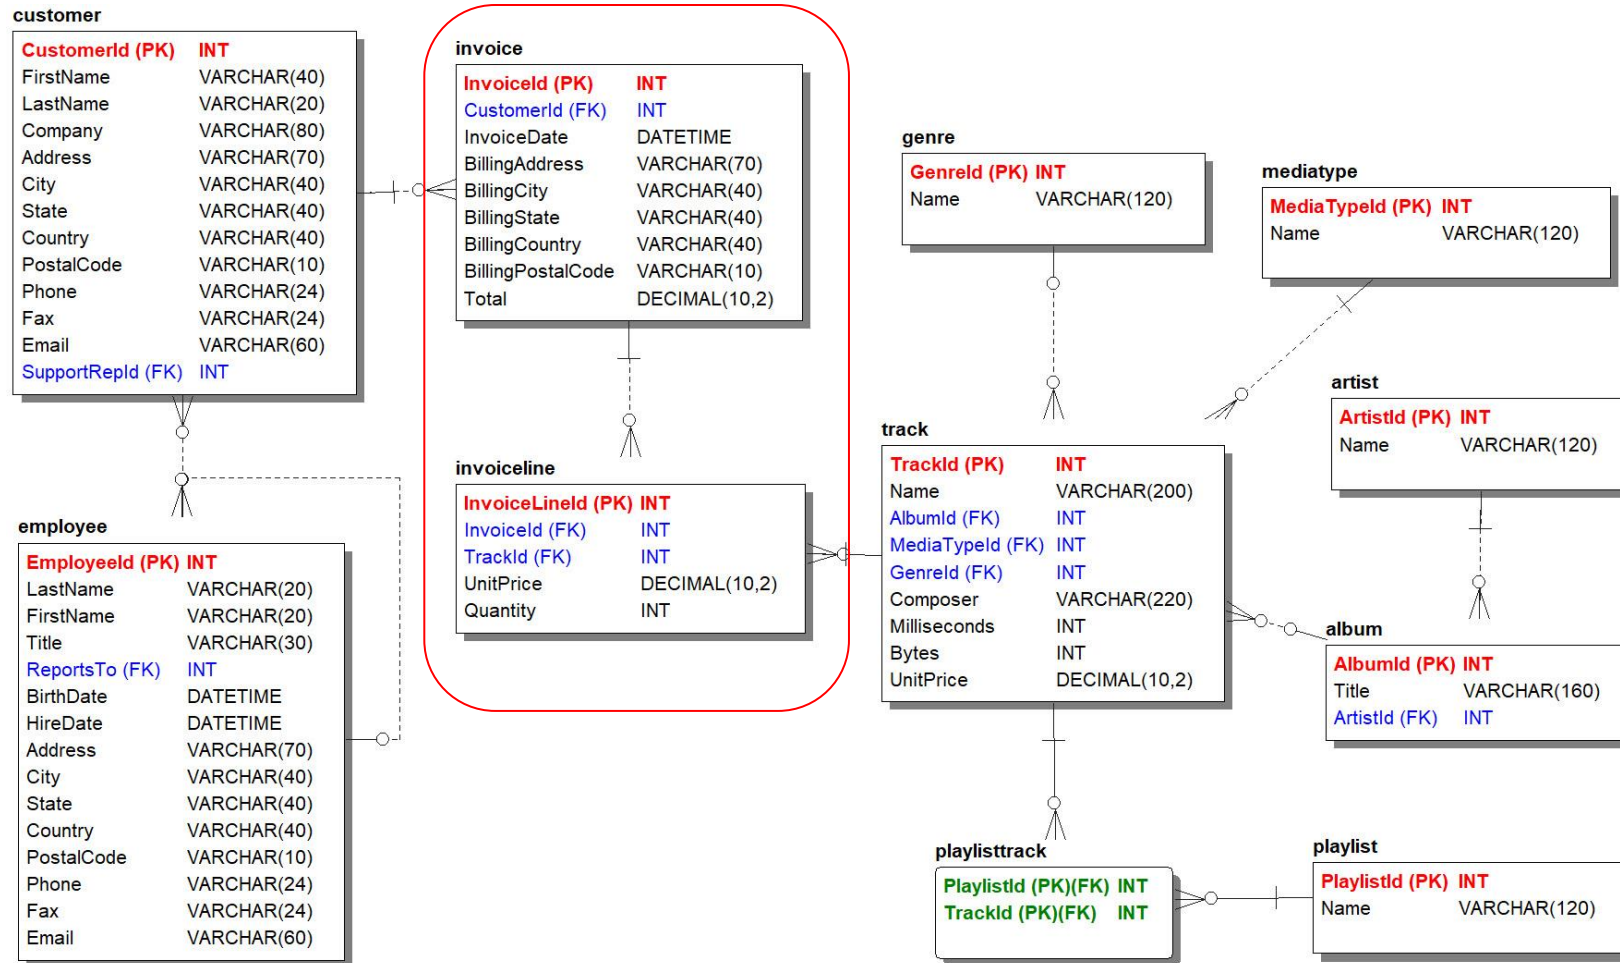 customer
CustomerId (PK) INT
FirstName VARCHAR(40)
LastName VARCHAR(20)
Company VARCHAR(80)
Address VARCHAR(70)
City VARCHAR(40)
State VARCHAR(40)
Country VARCHAR(40)
PostalCode VARCHAR(10)
Phone VARCHAR(24)
Fax VARCHAR(24)
Email VARCHAR(60)
SupportRepId (FK) INT
employee
EmployeeId (PK) INT
LastName VARCHAR(20)
FirstName VARCHAR(20)
Title VARCHAR(30)
ReportsTo (FK) INT
BirthDate DATETIME
HireDate DATETIME
Address VARCHAR(70)
City VARCHAR(40)
State VARCHAR(40)
Country VARCHAR(40)
PostalCode VARCHAR(10)
Phone VARCHAR(24)
Fax VARCHAR(24)
Email VARCHAR(60)
invoice
InvoiceId (PK) INT
CustomerId (FK) INT
InvoiceDate DATETIME
BillingAddress VARCHAR(70)
BillingCity VARCHAR(40)
BillingState VARCHAR(40)
BillingCountry VARCHAR(40)
BillingPostalCode VARCHAR(10)
Total DECIMAL(10,2)
invoiceline
InvoiceLineId (PK) INT
InvoiceId (FK) INT
TrackId (FK) INT
UnitPrice DECIMAL(10,2)
Quantity INT
genre
GenreId (PK) INT
Name VARCHAR(120)
mediatype
MediaTypeId (PK) INT
Name VARCHAR(120)
artist
ArtistId (PK) INT
Name VARCHAR(120)
track
TrackId (PK) INT
Name VARCHAR(200)
AlbumId (FK) INT
MediaTypeId (FK) INT
GenreId (FK) INT
Composer VARCHAR(220)
Milliseconds INT
Bytes INT
UnitPrice DECIMAL(10,2)
album
AlbumId (PK) INT
Title VARCHAR(160)
ArtistId (FK) INT
playlisttrack
PlaylistId (PK)(FK) INT
TrackId (PK)(FK) INT
playlist
PlaylistId (PK) INT
Name VARCHAR(120)